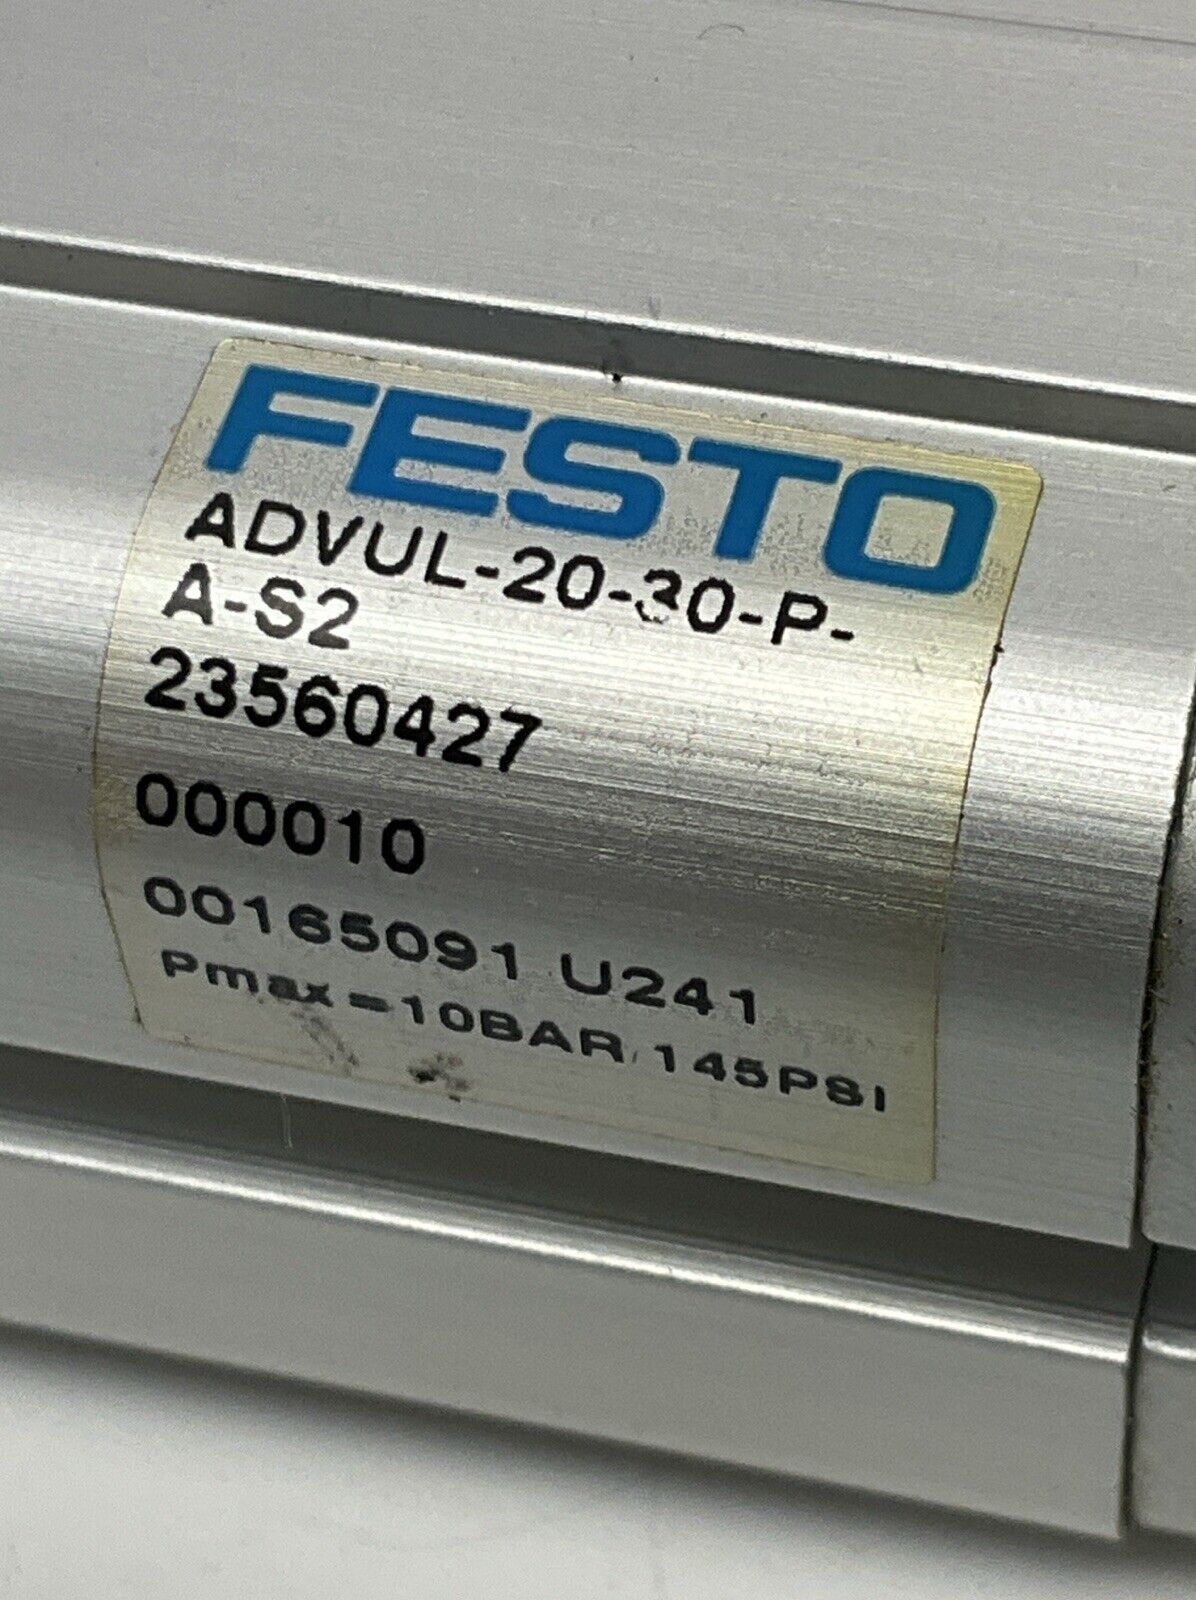 FESTO
ADVUL-20-30-P-
A-S2
23560427
000010
00165091 U241
Pmax=10BAR/145PSI